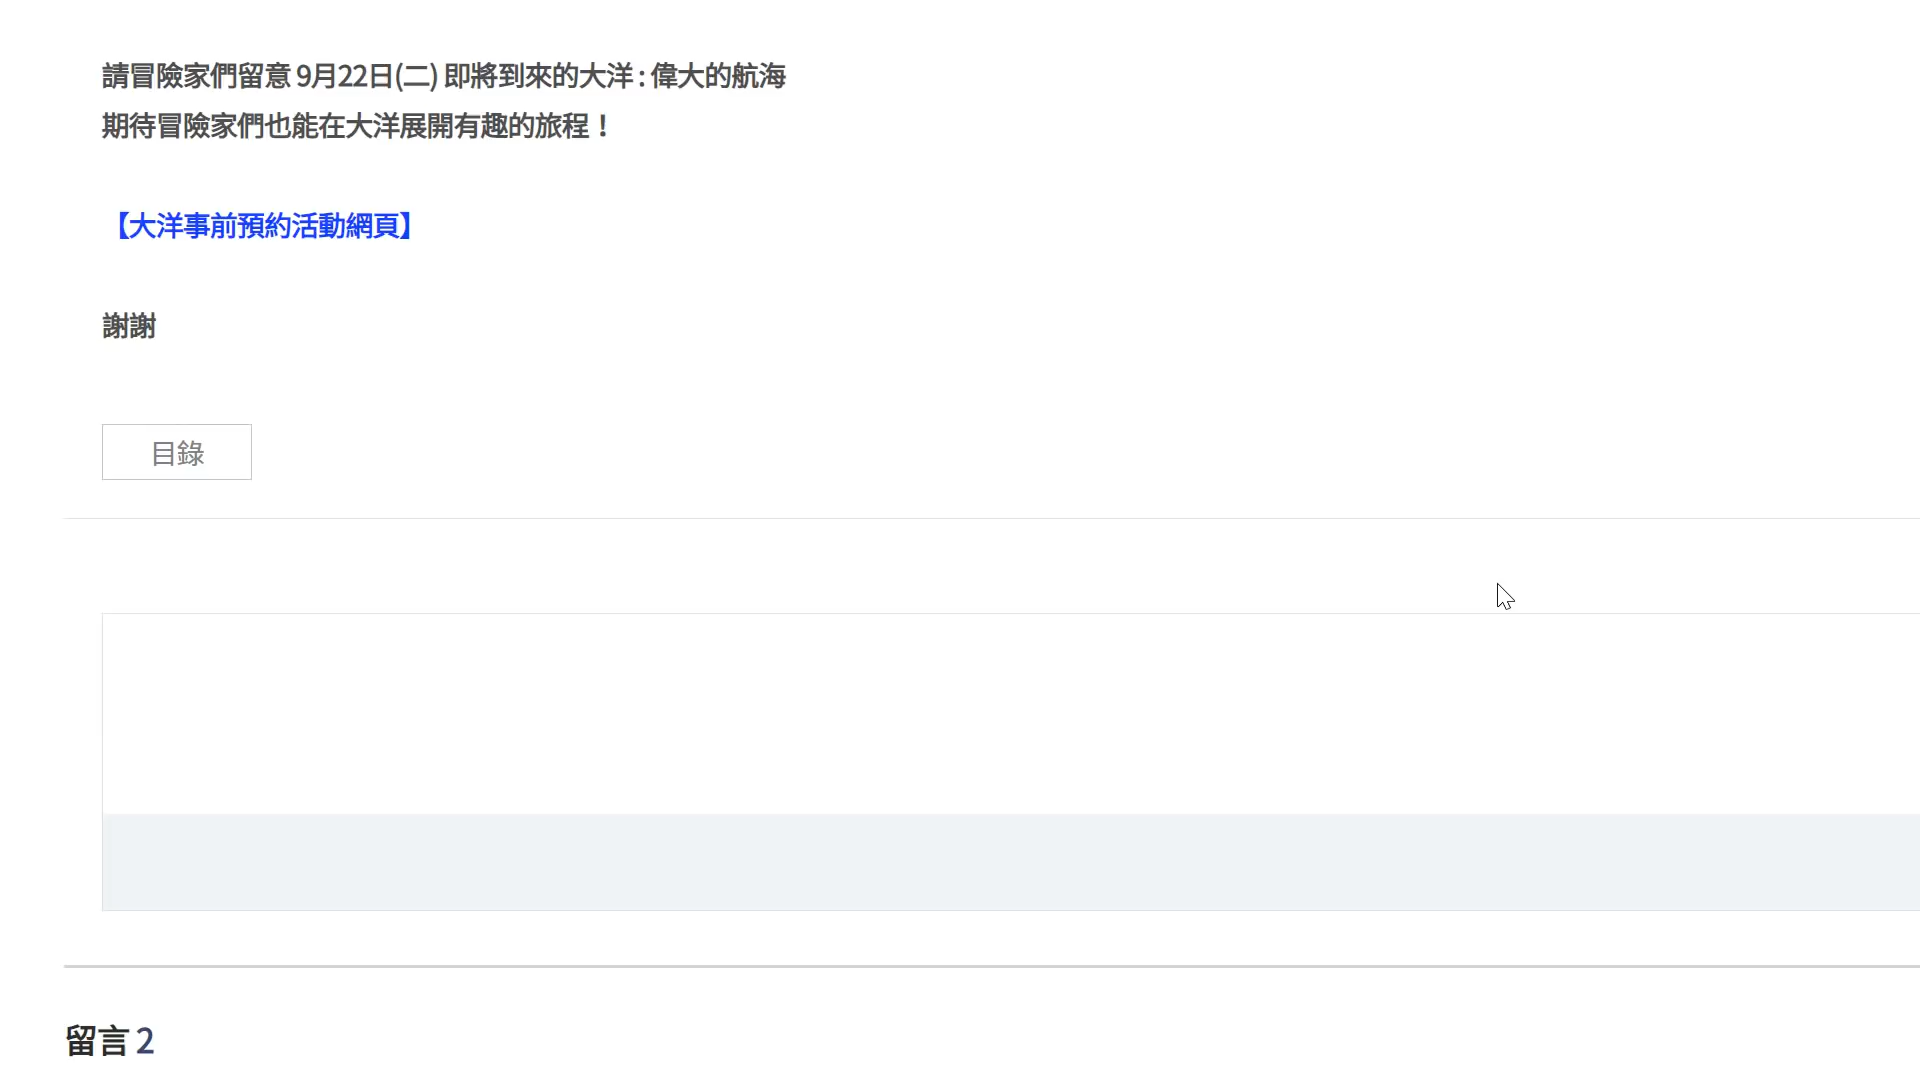 請冒險家們留意 9月22日(二) 即將到來的大洋 : 偉大的航海
期待冒險家們也能在大洋展開有趣的旅程！
【大洋事前預約活動網頁】
謝謝
目錄
留言 2